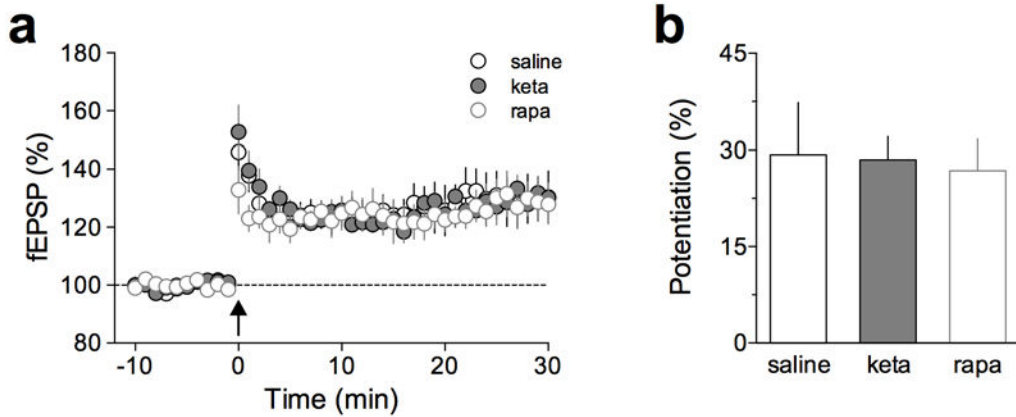 a
180
160
140
120
100
80
fEPSP (%)
-10 0 10 20 30
Time (min)
saline
keta
rapa
b
45
30
15
0
Potentiation (%)
saline keta rapa